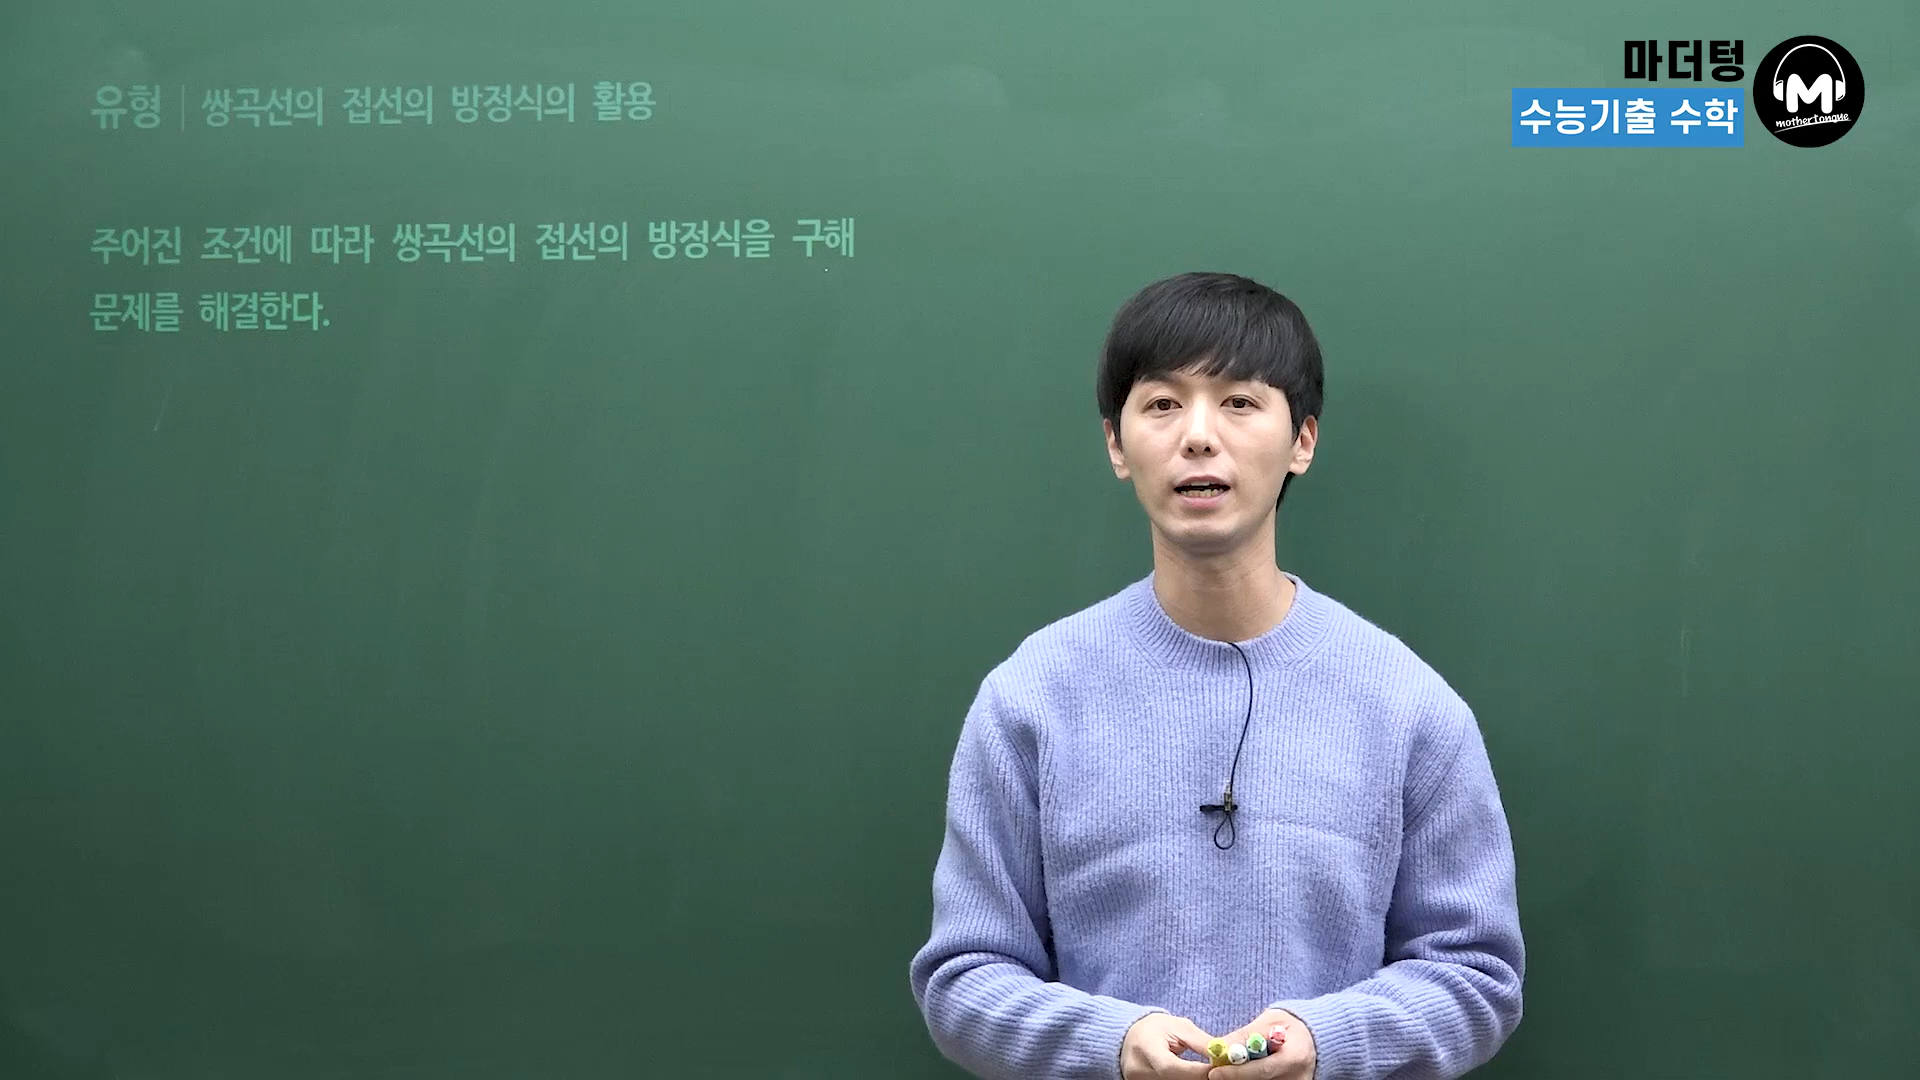 유형 | 쌍곡선의 접선의 방정식의 활용
주어진 조건에 따라 쌍곡선의 접선의 방정식을 구해
문제를 해결한다.
마더텅
수능기출 수학
M
mothertongue